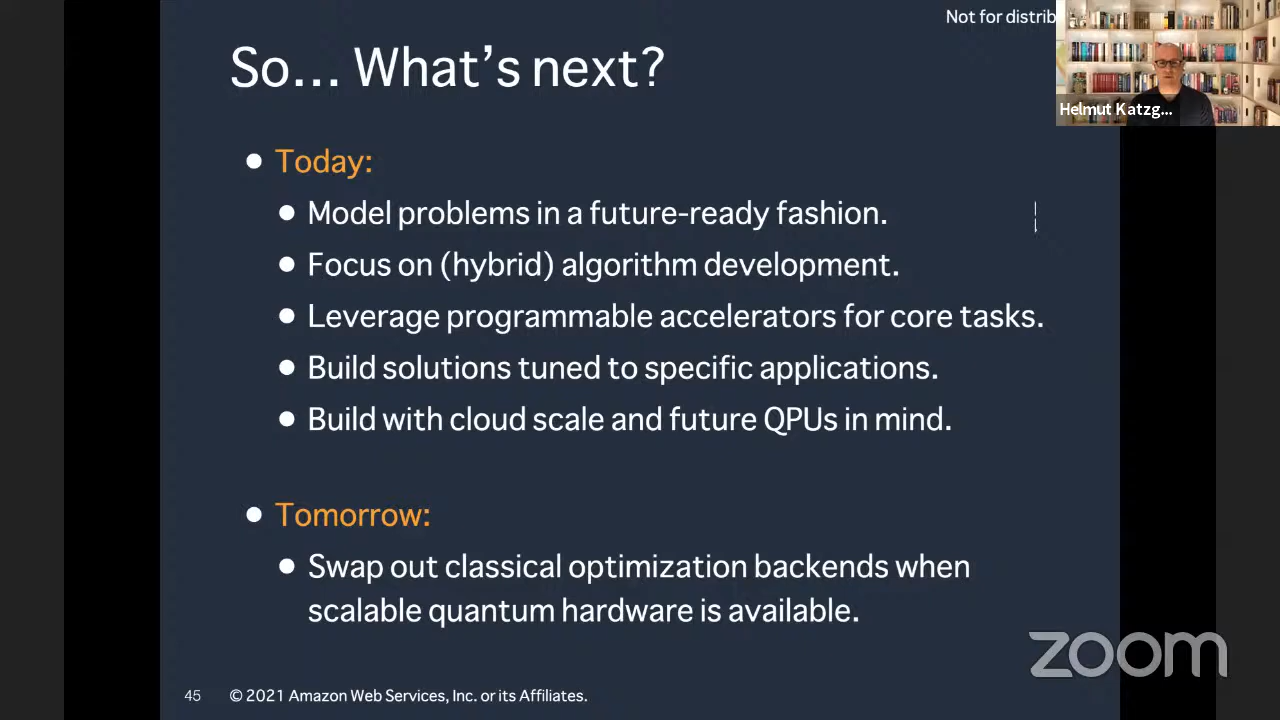 Not for distrib
So... What's next?
Helmut Katzg...
● Today:
● Model problems in a future-ready fashion.
● Focus on (hybrid) algorithm development.
● Leverage programmable accelerators for core tasks.
● Build solutions tuned to specific applications.
● Build with cloud scale and future QPUs in mind.
● Tomorrow:
● Swap out classical optimization backends when
scalable quantum hardware is available.
zoom
45 © 2021 Amazon Web Services, Inc. or its Affiliates.